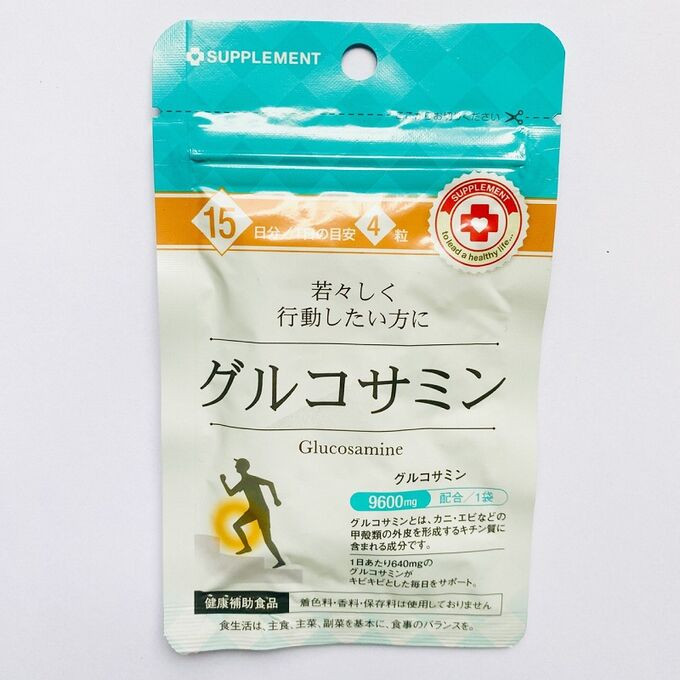 SUPPLEMENT
15日分/1日の目安4粒
SUPPLEMENT
to lead a healthy life...
若々しく
行動したい方に
グルコサミン
Glucosamine
グルコサミン
9600mg 配合/1袋
グルコサミンとは、カニ・エビなどの
甲殻類の外皮を形成するキチン質に
含まれる成分です。
1日あたり640mgの
グルコサミンが
キビキビとした毎日をサポート。
健康補助食品 着色料・香料・保存料は使用しておりません
食生活は、主食、主菜、副菜を基本に、食事のバランスを。